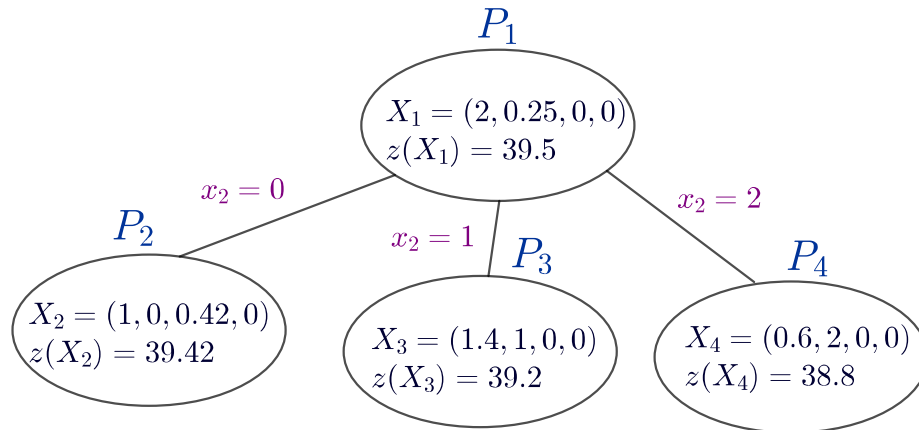 P₁
X₁ = (2, 0.25, 0, 0)
z(X₁) = 39.5
x₂ = 0
x₂ = 1
x₂ = 2
P₂
X₂ = (1, 0, 0.42, 0)
z(X₂) = 39.42
P₃
X₃ = (1.4, 1, 0, 0)
z(X₃) = 39.2
P₄
X₄ = (0.6, 2, 0, 0)
z(X₄) = 38.8